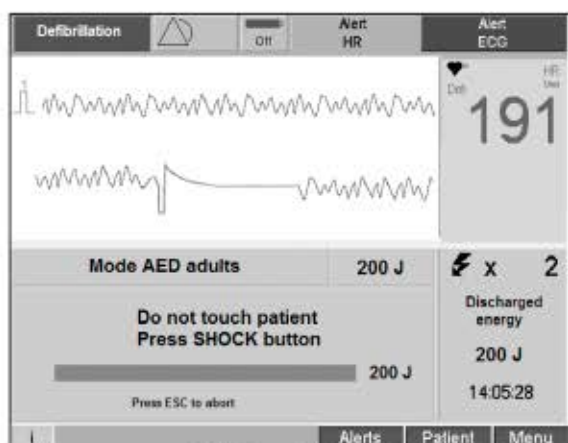 Defibrillation
Off
Alert
HR
Alert
ECG
HR
Defi
191
Mode AED adults
200 J
x 2
Do not touch patient
Press SHOCK button
200 J
Press ESC to abort
Discharged
energy
200 J
14:05:28
i
Alerts
Patient
Menu